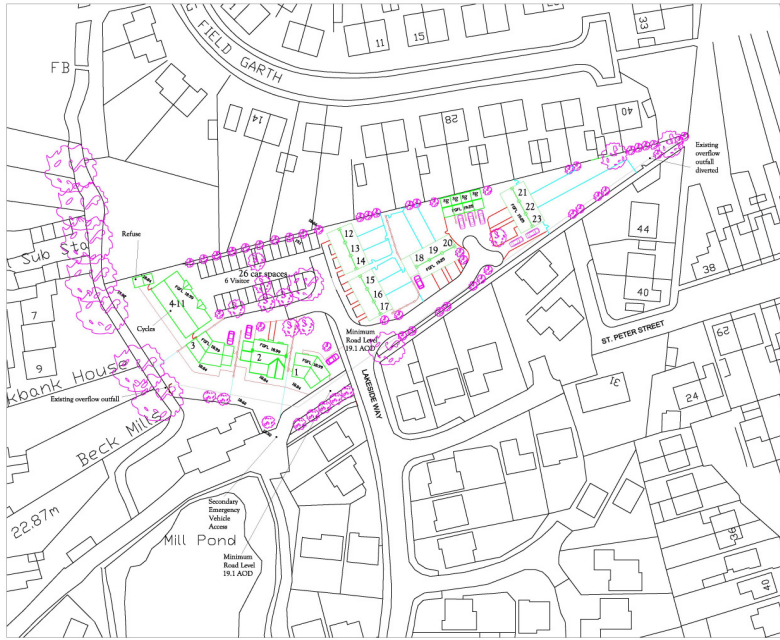 FIELD GARTH
11
15
33
FB
14
28
40
Existing
overflow
outfall
diverted
21
22
23
12
13
14
15
16
17
18
19
20
44
Refuse
Sub Sta
26 car spaces
6 Visitor
38
40
4-11
7
Cycles
Minimum
Road Level
19.1 AOD
ST. PETER STREET
29
3
2
1
9
kbank House
LAKESIDE WAY
31
24
Existing overflow outfall
Beck Mills
Secondary
Emergency
Vehicle
Access
22.87m
Mill Pond
Minimum
Road Level
19.1 AOD
36
40